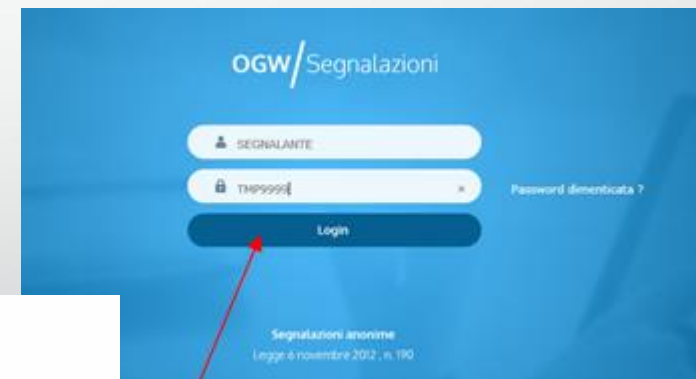 OGW/Segnalazioni
SEGNALANTE
TMP9999
×
Password dimenticata ?
Login
Segnalazioni anonime
Legge 6 novembre 2012 , n. 190